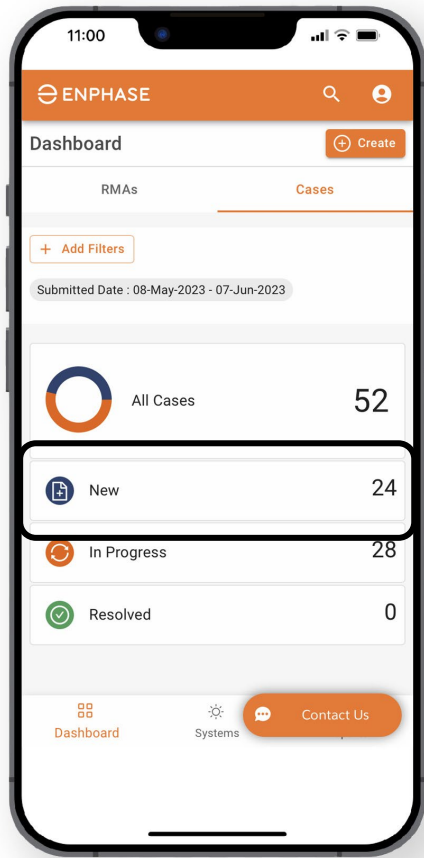 11:00
ENPHASE
Dashboard
Create
RMAs
Cases
+ Add Filters
Submitted Date : 08-May-2023 - 07-Jun-2023
All Cases
52
New
24
In Progress
28
Resolved
0
Dashboard
Systems
Contact Us